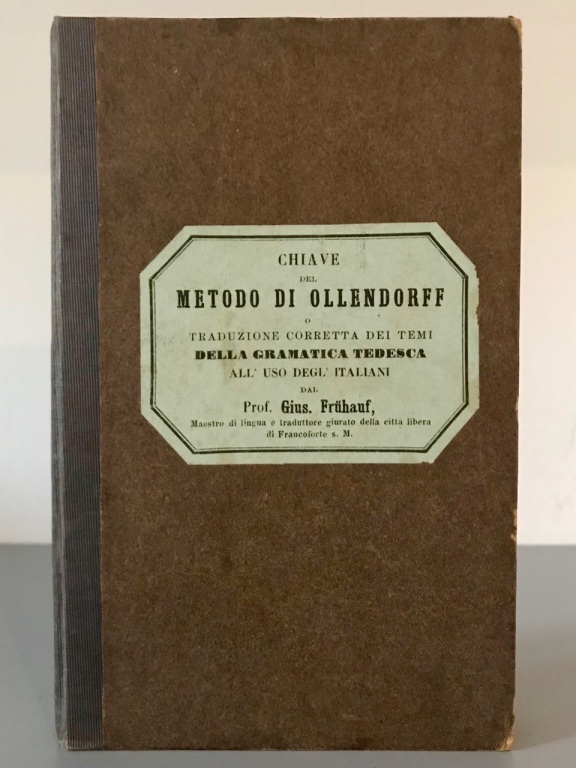 CHIAVE
DEL
METODO DI OLLENDORFF
O
TRADUZIONE CORRETTA DEI TEMI
DELLA GRAMATICA TEDESCA
ALL' USO DEGL' ITALIANI
DAL
Prof. Gius. Frühauf,
Maestro di lingua e traduttore giurato della città libera
di Francoforte s. M.